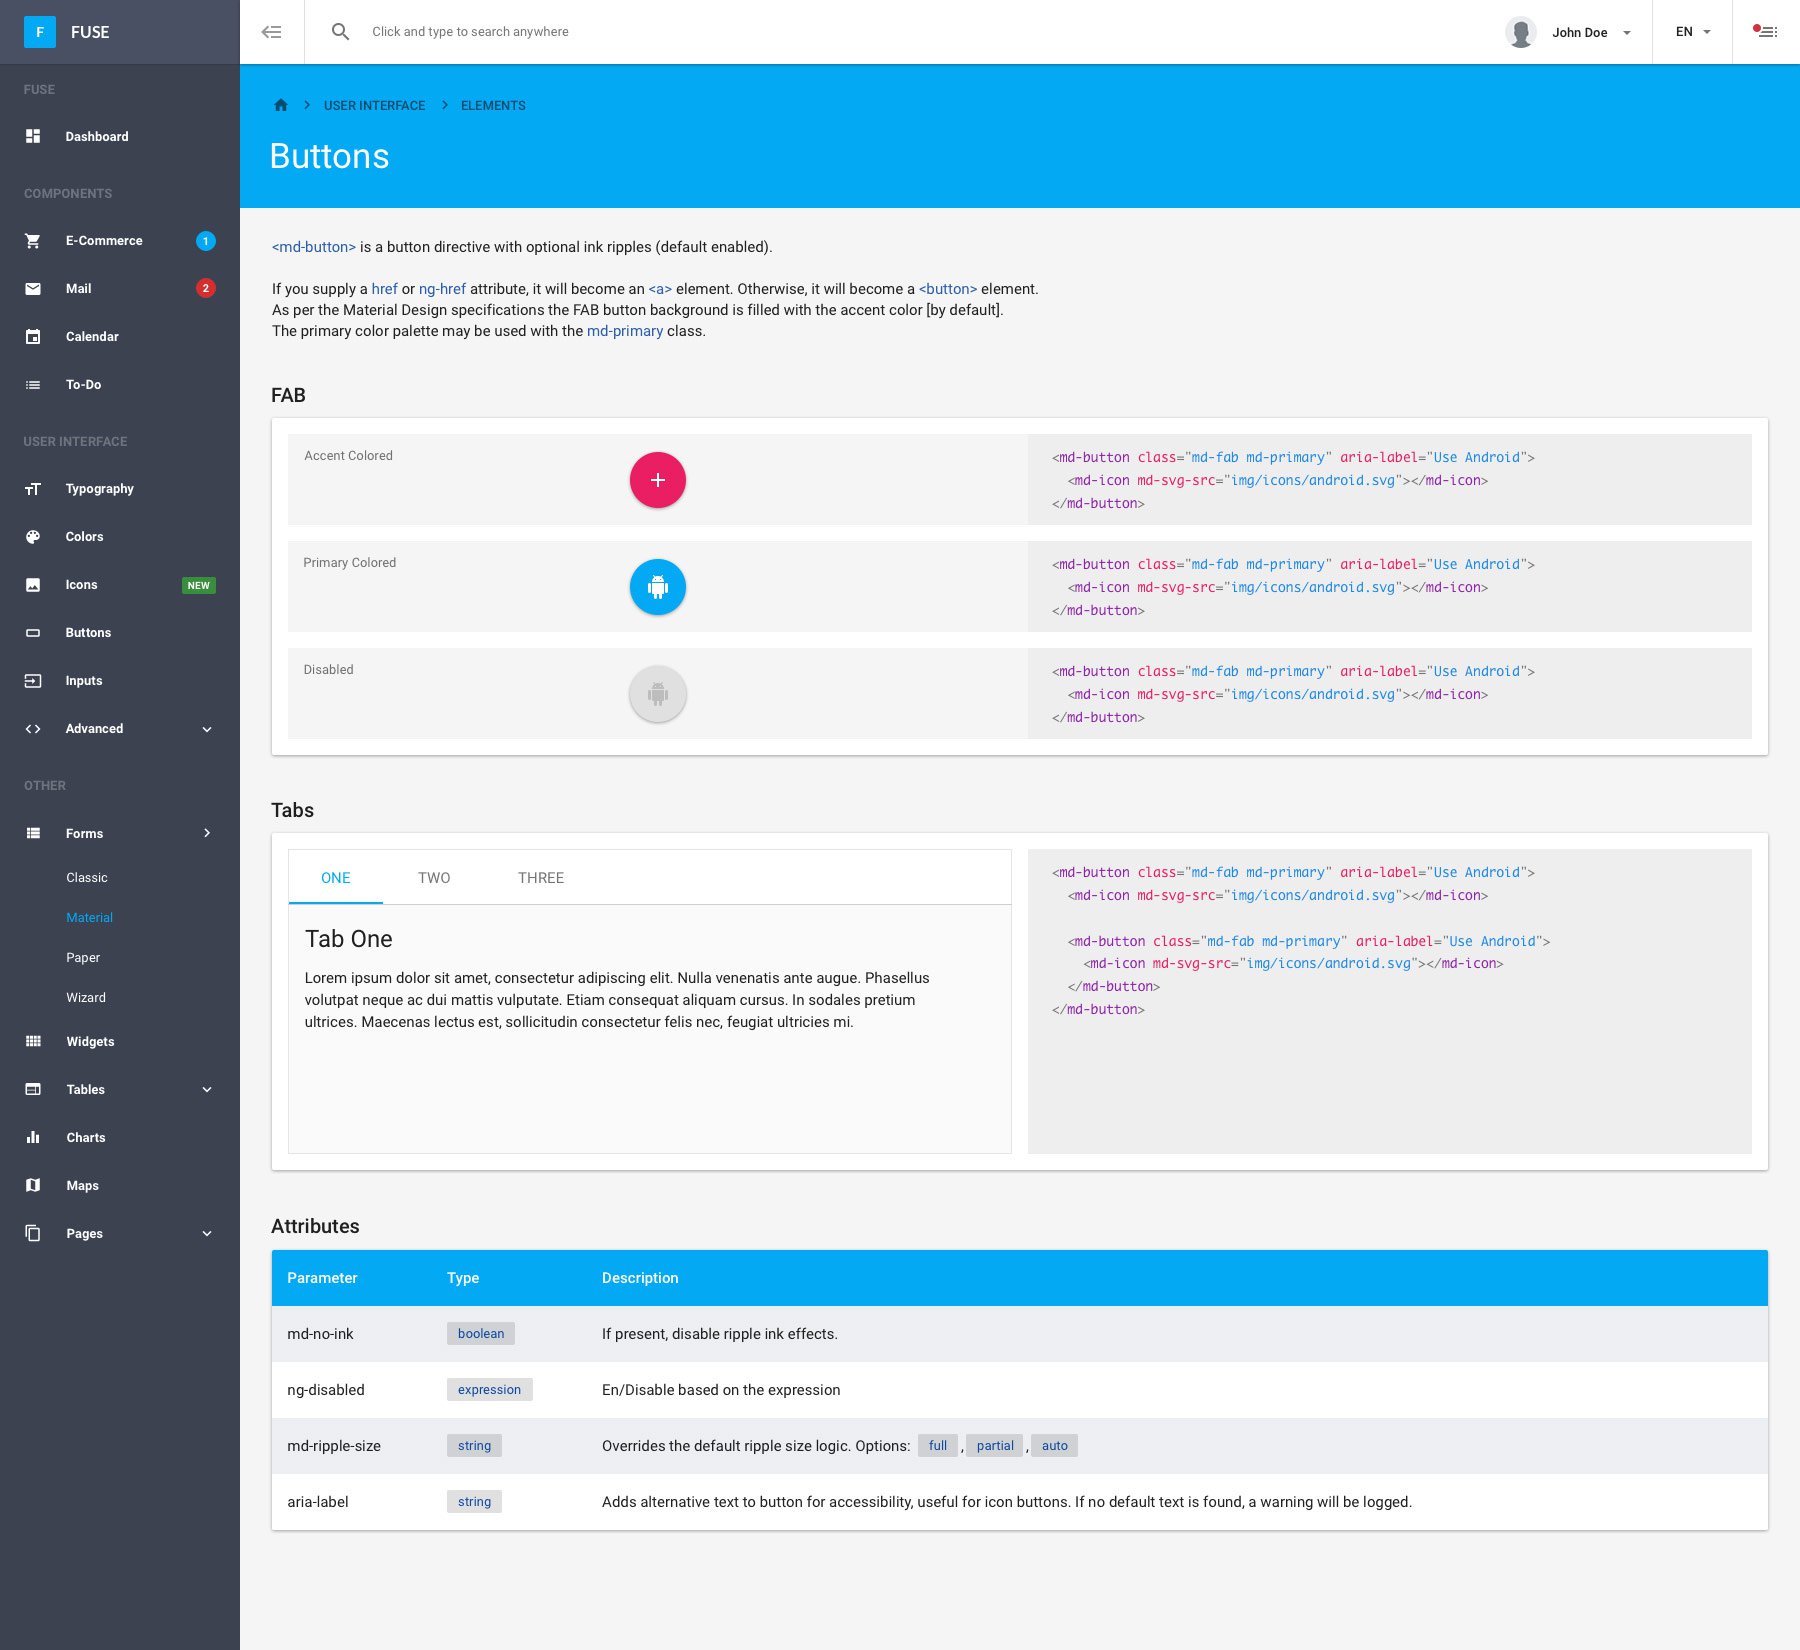 F FUSE
Click and type to search anywhere
John Doe
EN
FUSE
Dashboard
COMPONENTS
E-Commerce 1
Mail 2
Calendar
To-Do
USER INTERFACE
Typography
Colors
Icons NEW
Buttons
Inputs
Advanced
OTHER
Forms
Classic
Material
Paper
Wizard
Widgets
Tables
Charts
Maps
Pages
USER INTERFACE > ELEMENTS
Buttons
<md-button> is a button directive with optional ink ripples (default enabled).
If you supply a href or ng-href attribute, it will become an <a> element. Otherwise, it will become a <button> element.
As per the Material Design specifications the FAB button background is filled with the accent color [by default].
The primary color palette may be used with the md-primary class.
FAB
Accent Colored
<md-button class="md-fab md-primary" aria-label="Use Android">
<md-icon md-svg-src="img/icons/android.svg"></md-icon>
</md-button>
Primary Colored
<md-button class="md-fab md-primary" aria-label="Use Android">
<md-icon md-svg-src="img/icons/android.svg"></md-icon>
</md-button>
Disabled
<md-button class="md-fab md-primary" aria-label="Use Android">
<md-icon md-svg-src="img/icons/android.svg"></md-icon>
</md-button>
Tabs
ONE TWO THREE
Tab One
Lorem ipsum dolor sit amet, consectetur adipiscing elit. Nulla venenatis ante augue. Phasellus
volutpat neque ac dui mattis vulputate. Etiam consequat aliquam cursus. In sodales pretium
ultrices. Maecenas lectus est, sollicitudin consectetur felis nec, feugiat ultricies mi.
<md-button class="md-fab md-primary" aria-label="Use Android">
<md-icon md-svg-src="img/icons/android.svg"></md-icon>
<md-button class="md-fab md-primary" aria-label="Use Android">
<md-icon md-svg-src="img/icons/android.svg"></md-icon>
</md-button>
</md-button>
Attributes
Parameter Type Description
md-no-ink boolean If present, disable ripple ink effects.
ng-disabled expression En/Disable based on the expression
md-ripple-size string Overrides the default ripple size logic. Options: full , partial , auto
aria-label string Adds alternative text to button for accessibility, useful for icon buttons. If no default text is found, a warning will be logged.